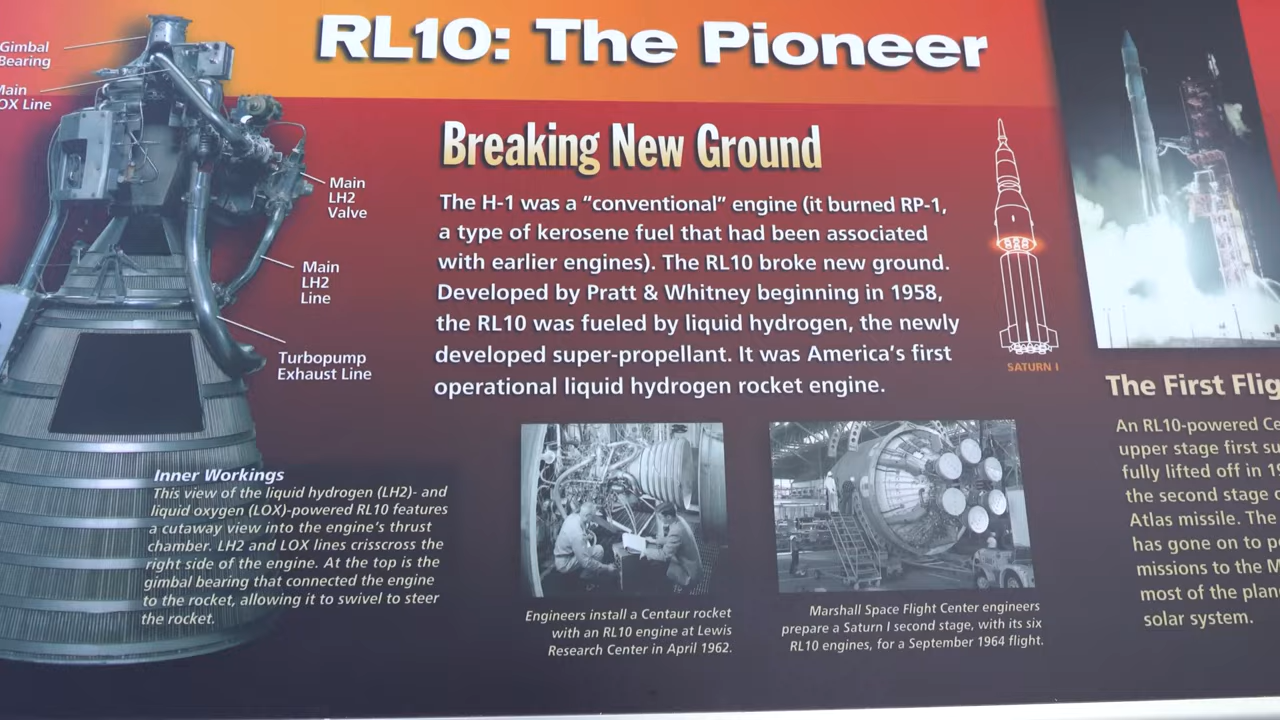 RL10: The Pioneer
Gimbal
Bearing
Main
LOX Line
Main
LH2
Valve
Main
LH2
Line
Turbopump
Exhaust Line
Inner Workings
This view of the liquid hydrogen (LH2)- and
liquid oxygen (LOX)-powered RL10 features
a cutaway view into the engine's thrust
chamber. LH2 and LOX lines crisscross the
right side of the engine. At the top is the
gimbal bearing that connected the engine
to the rocket, allowing it to swivel to steer
the rocket.
Breaking New Ground
The H-1 was a "conventional" engine (it burned RP-1,
a type of kerosene fuel that had been associated
with earlier engines). The RL10 broke new ground.
Developed by Pratt & Whitney beginning in 1958,
the RL10 was fueled by liquid hydrogen, the newly
developed super-propellant. It was America's first
operational liquid hydrogen rocket engine.
SATURN I
Engineers install a Centaur rocket
with an RL10 engine at Lewis
Research Center in April 1962.
Marshall Space Flight Center engineers
prepare a Saturn I second stage, with its six
RL10 engines, for a September 1964 flight.
The First Flig
An RL10-powered Ce
upper stage first su
fully lifted off in 19
the second stage o
Atlas missile. The
has gone on to p
missions to the M
most of the plan
solar system.